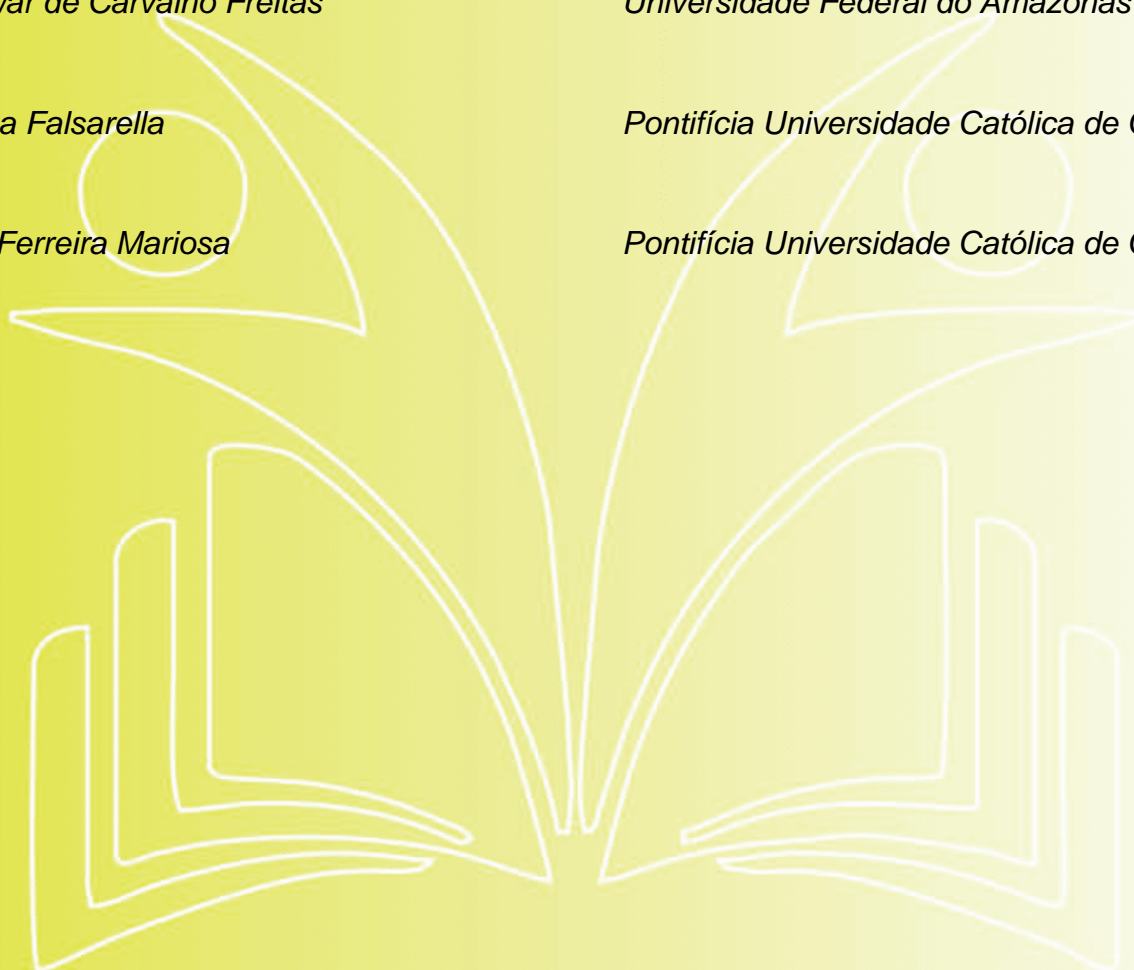 var de Carvalho Freitas Universidade Federal do Amazonas
a Falsarella Pontifícia Universidade Católica de C
Ferreira Mariosa Pontifícia Universidade Católica de C